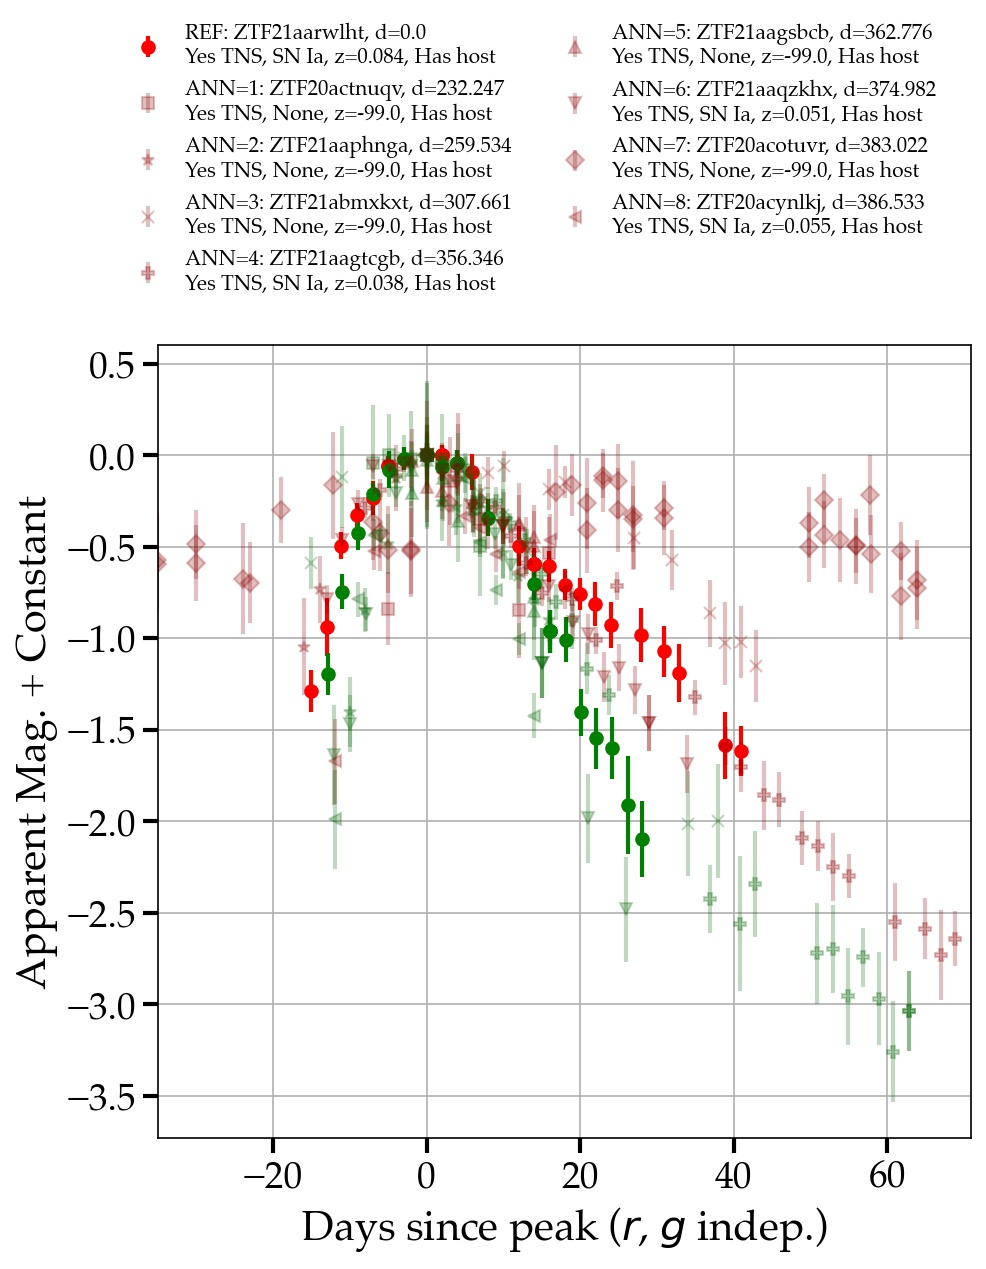 REF: ZTF21aarwlht, d=0.0
Yes TNS, SN Ia, z=0.084, Has host
ANN=1: ZTF20actnuqv, d=232.247
Yes TNS, None, z=-99.0, Has host
ANN=2: ZTF21aaphnga, d=259.534
Yes TNS, None, z=-99.0, Has host
ANN=3: ZTF21abmxkxt, d=307.661
Yes TNS, None, z=-99.0, Has host
ANN=4: ZTF21aagtcgb, d=356.346
Yes TNS, SN Ia, z=0.038, Has host
ANN=5: ZTF21aagsbcb, d=362.776
Yes TNS, None, z=-99.0, Has host
ANN=6: ZTF21aaqzkhx, d=374.982
Yes TNS, SN Ia, z=0.051, Has host
ANN=7: ZTF20acotuvr, d=383.022
Yes TNS, None, z=-99.0, Has host
ANN=8: ZTF20acynlkj, d=386.533
Yes TNS, SN Ia, z=0.055, Has host
Apparent Mag. + Constant
0.5
0.0
−0.5
−1.0
−1.5
−2.0
−2.5
−3.0
−3.5
−20 0 20 40 60
Days since peak (r, g indep.)